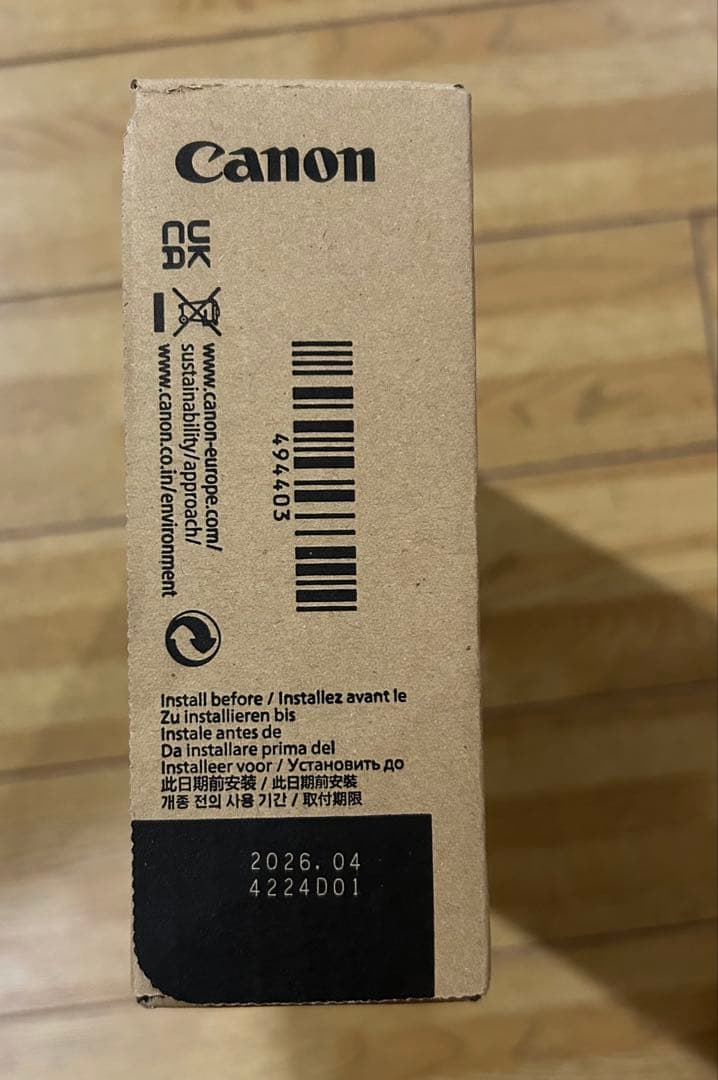 Canon
UK
CA
www.canon-europe.com/
sustainability/approach/
www.canon.co.in/environment
494403
Install before / Installez avant le
Zu installieren bis
Instale antes de
Da installare prima del
Installeer voor / Установить до
此日期前安装 / 此日期前安裝
개종 전의 사용 기간 / 取付期限
2026.04
4224D01